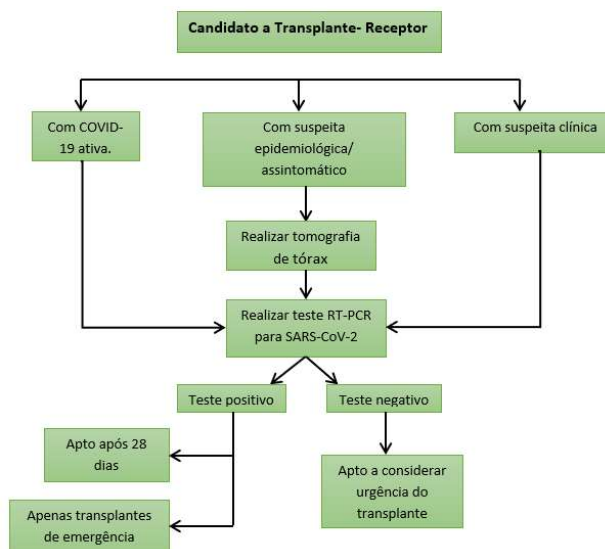 Candidato a Transplante- Receptor
Com COVID-
19 ativa.
Com suspeita
epidemiológica/
assintomático
Com suspeita clínica
Realizar tomografia
de tórax
Realizar teste RT-PCR
para SARS-CoV-2
Teste positivo
Teste negativo
Apto após 28
dias
Apenas transplantes
de emergência
Apto a considerar
urgência do
transplante